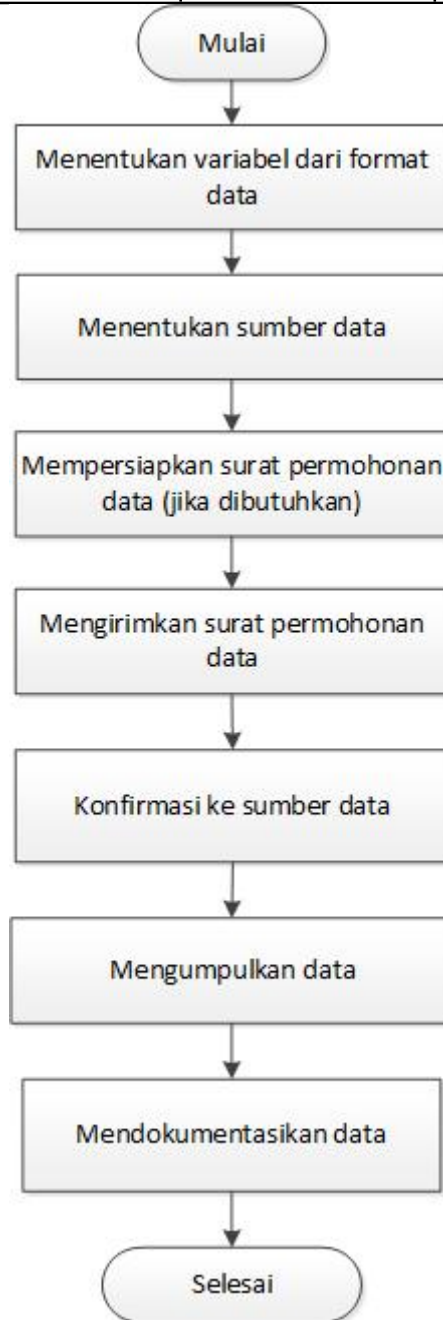 Mulai
Menentukan variabel dari format
data
Menentukan sumber data
Mempersiapkan surat permohonan
data (jika dibutuhkan)
Mengirimkan surat permohonan
data
Konfirmasi ke sumber data
Mengumpulkan data
Mendokumentasikan data
Selesai